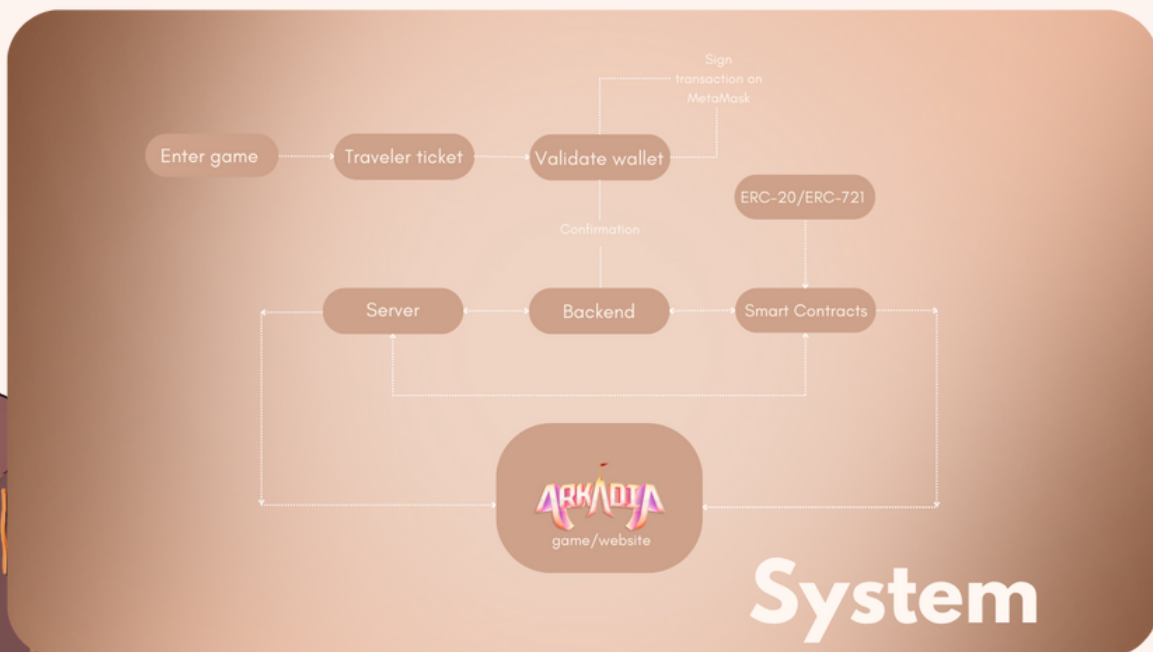 Sign
transaction on
MetaMask
Enter game
Traveler ticket
Validate wallet
ERC-20/ERC-721
Confirmation
Server
Backend
Smart Contracts
ARKADIA
game/website
System